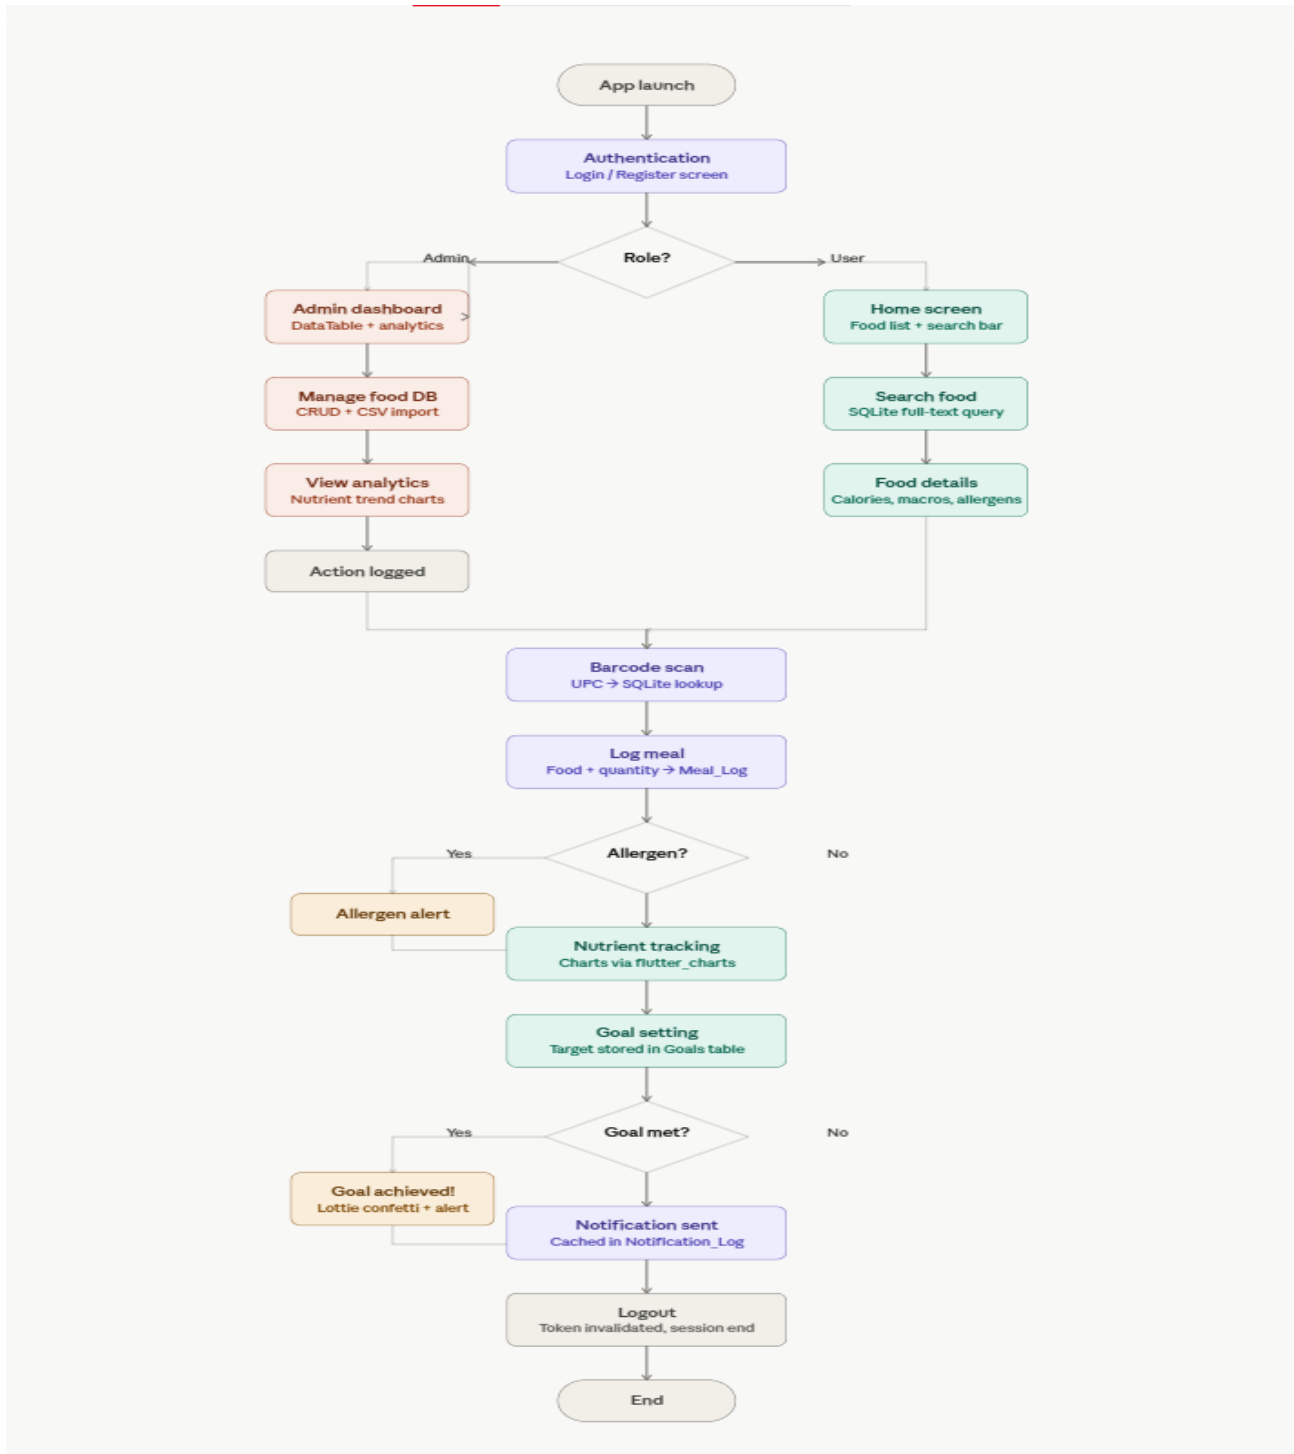 App launch
Authentication
Login / Register screen
Role?
Admin
User
Admin dashboard
DataTable + analytics
Home screen
Food list + search bar
Manage food DB
CRUD + CSV import
Search food
SQLite full-text query
View analytics
Nutrient trend charts
Food details
Calories, macros, allergens
Action logged
Barcode scan
UPC → SQLite lookup
Log meal
Food + quantity → Meal_Log
Allergen?
Yes
No
Allergen alert
Nutrient tracking
Charts via flutter_charts
Goal setting
Target stored in Goals table
Goal met?
Yes
No
Goal achieved!
Lottie confetti + alert
Notification sent
Cached in Notification_Log
Logout
Token invalidated, session end
End